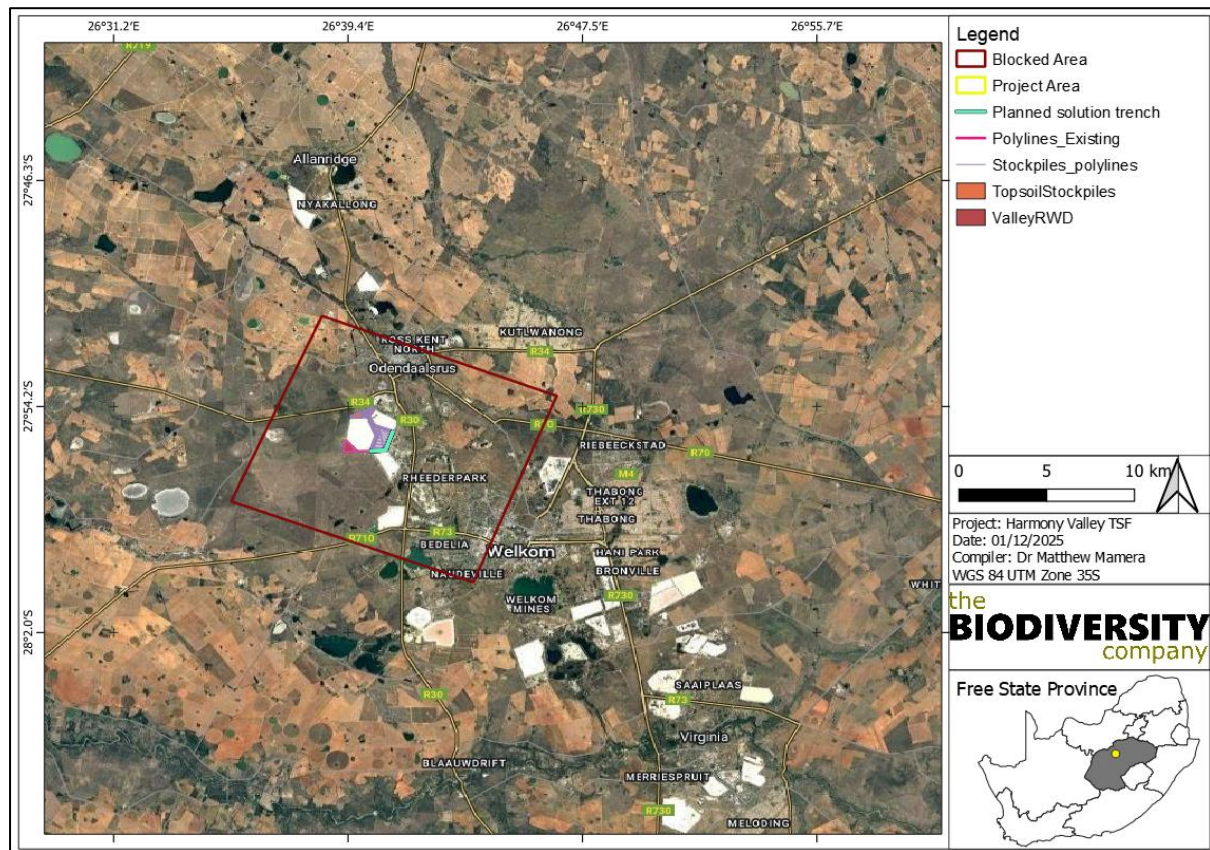 26°31.2'E 26°39.4'E 26°47.5'E 26°55.7'E
27°46.3'S
27°54.2'S
28°2.0'S
R719
Allanridge
NYAKALLONG
ROSS KENT
NORTH
KUTLWANONG
R34
Odendaalsrus
R34
R30
R730
RIEBEECKSTAD
R70
M4
RHEEDERPARK
THABONG
EXT 12
THABONG
R710
R73
BEDELIA
Welkom
HANI PARK
BRONVILLE
NAUDEVILLE
WELKOM
MINES
R730
WHIT
SAAIPLAAS
R30
R73
Virginia
BLAAUWDRIFT
MERRIESPRUIT
R730
MELODING
Legend
Blocked Area
Project Area
Planned solution trench
Polylines_Existing
Stockpiles_polylines
TopsoilStockpiles
ValleyRWD
0 5 10 km
Project: Harmony Valley TSF
Date: 01/12/2025
Compiler: Dr Matthew Mamera
WGS 84 UTM Zone 35S
the
BIODIVERSITY
company
Free State Province